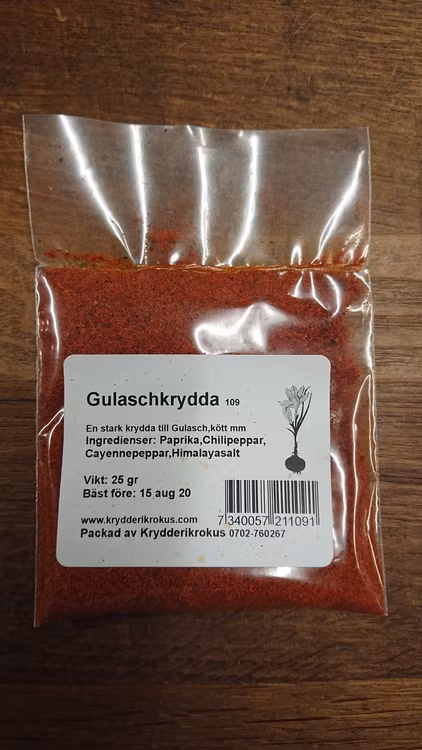 Gulaschkrydda 109
En stark krydda till Gulasch,kött mm
Ingredienser: Paprika,Chilipeppar,
Cayennepeppar,Himalayasalt
Vikt: 25 gr
Bäst före: 15 aug 20
7 340057 211091
www.krydderikrokus.com
Packad av Krydderikrokus 0702-760267